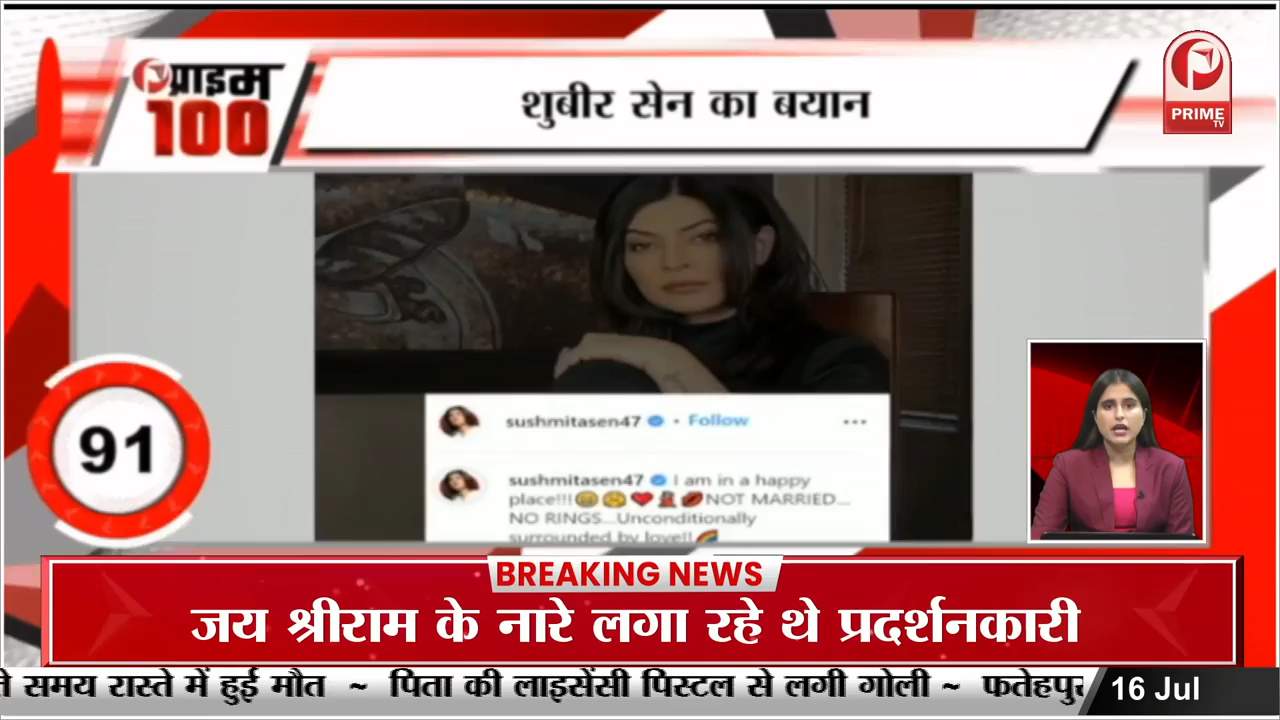 प्राइम
100
शुबीर सेन का बयान
PRIME
TV
sushmitasen47 • Follow
sushmitasen47 I am in a happy
place!!! NOT MARRIED...
NO RINGS...Unconditionally
surrounded by love!!
91
BREAKING NEWS
जय श्रीराम के नारे लगा रहे थे प्रदर्शनकारी
समय रास्ते में हुई मौत ~ पिता की लाइसेंसी पिस्टल से लगी गोली ~ फतेहपुर
16 Jul